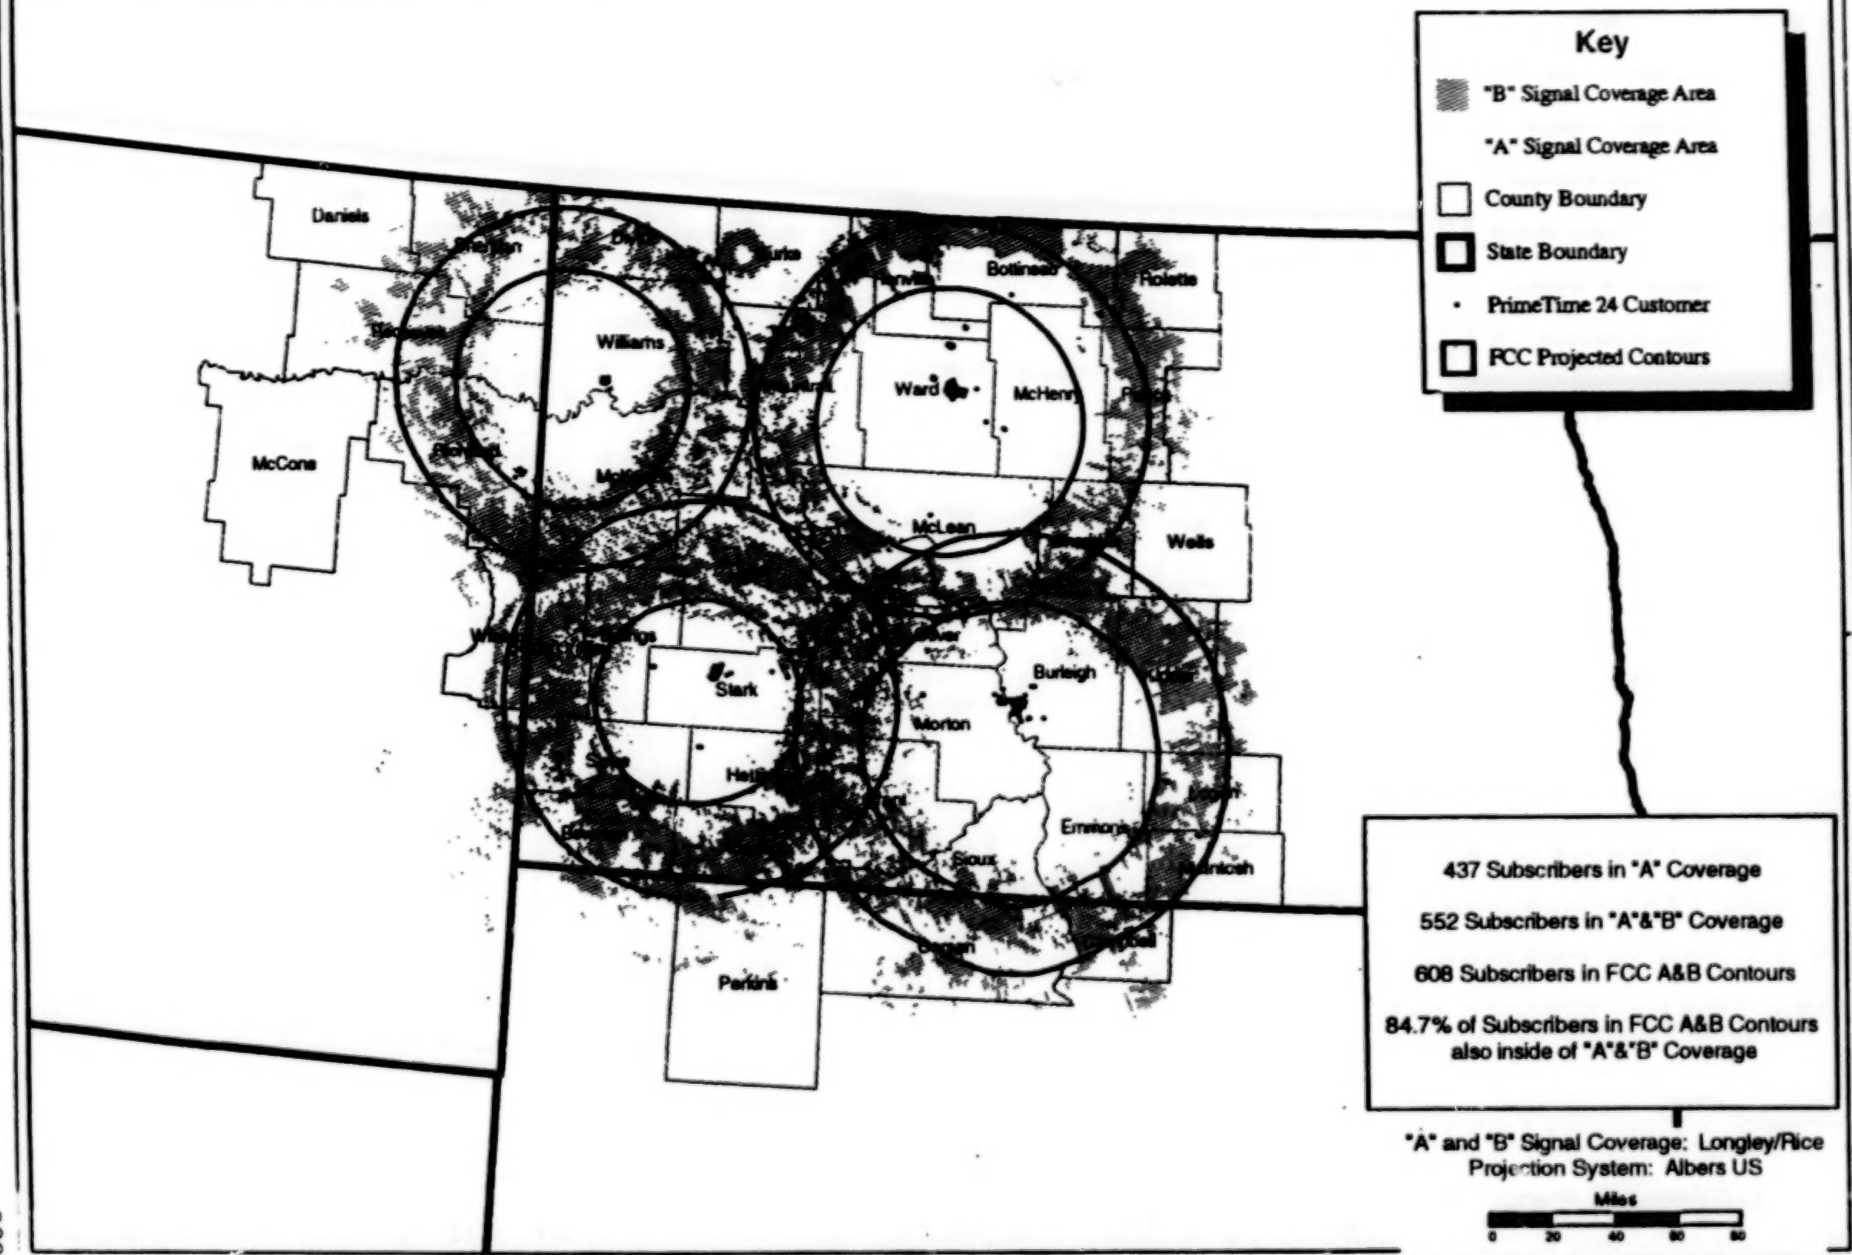 Key
"B" Signal Coverage Area
"A" Signal Coverage Area
County Boundary
State Boundary
PrimeTime 24 Customer
FCC Projected Contours
Daniels
Sheridan
Bottineau
Rolette
Williams
Ward
McHenry
McCone
McLean
Wells
Stark
Burleigh
Morton
Emmons
Sioux
Perkins
437 Subscribers in "A" Coverage
552 Subscribers in "A"&"B" Coverage
608 Subscribers in FCC A&B Contours
84.7% of Subscribers in FCC A&B Contours
also inside of "A"&"B" Coverage
"A" and "B" Signal Coverage: Longley/Rice
Projection System: Albers US
Miles
0 20 40 60 80